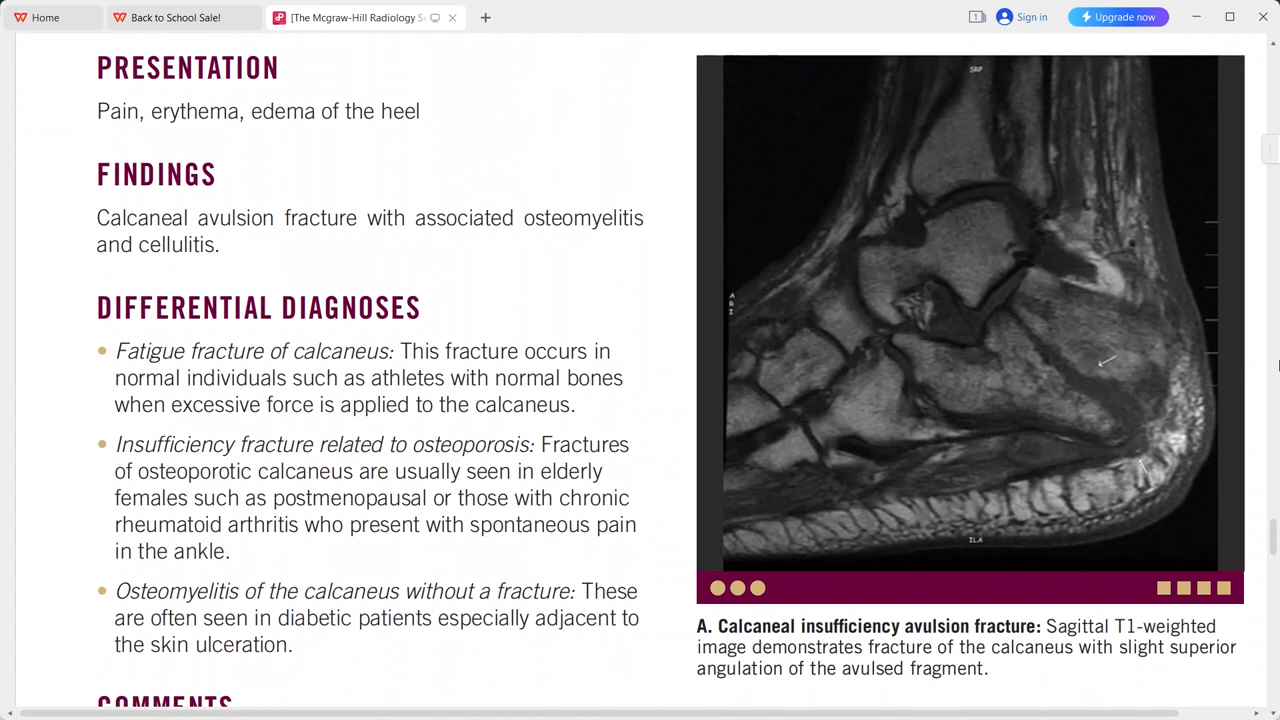 Home
Back to School Sale!
[The Mcgraw-Hill Radiology S
1
Sign in
Upgrade now
PRESENTATION
Pain, erythema, edema of the heel
FINDINGS
Calcaneal avulsion fracture with associated osteomyelitis
and cellulitis.
DIFFERENTIAL DIAGNOSES
• Fatigue fracture of calcaneus: This fracture occurs in
normal individuals such as athletes with normal bones
when excessive force is applied to the calcaneus.
• Insufficiency fracture related to osteoporosis: Fractures
of osteoporotic calcaneus are usually seen in elderly
females such as postmenopausal or those with chronic
rheumatoid arthritis who present with spontaneous pain
in the ankle.
• Osteomyelitis of the calcaneus without a fracture: These
are often seen in diabetic patients especially adjacent to
the skin ulceration.
COMMENTS
SRP
A
R
I
ILA
A. Calcaneal insufficiency avulsion fracture: Sagittal T1-weighted
image demonstrates fracture of the calcaneus with slight superior
angulation of the avulsed fragment.